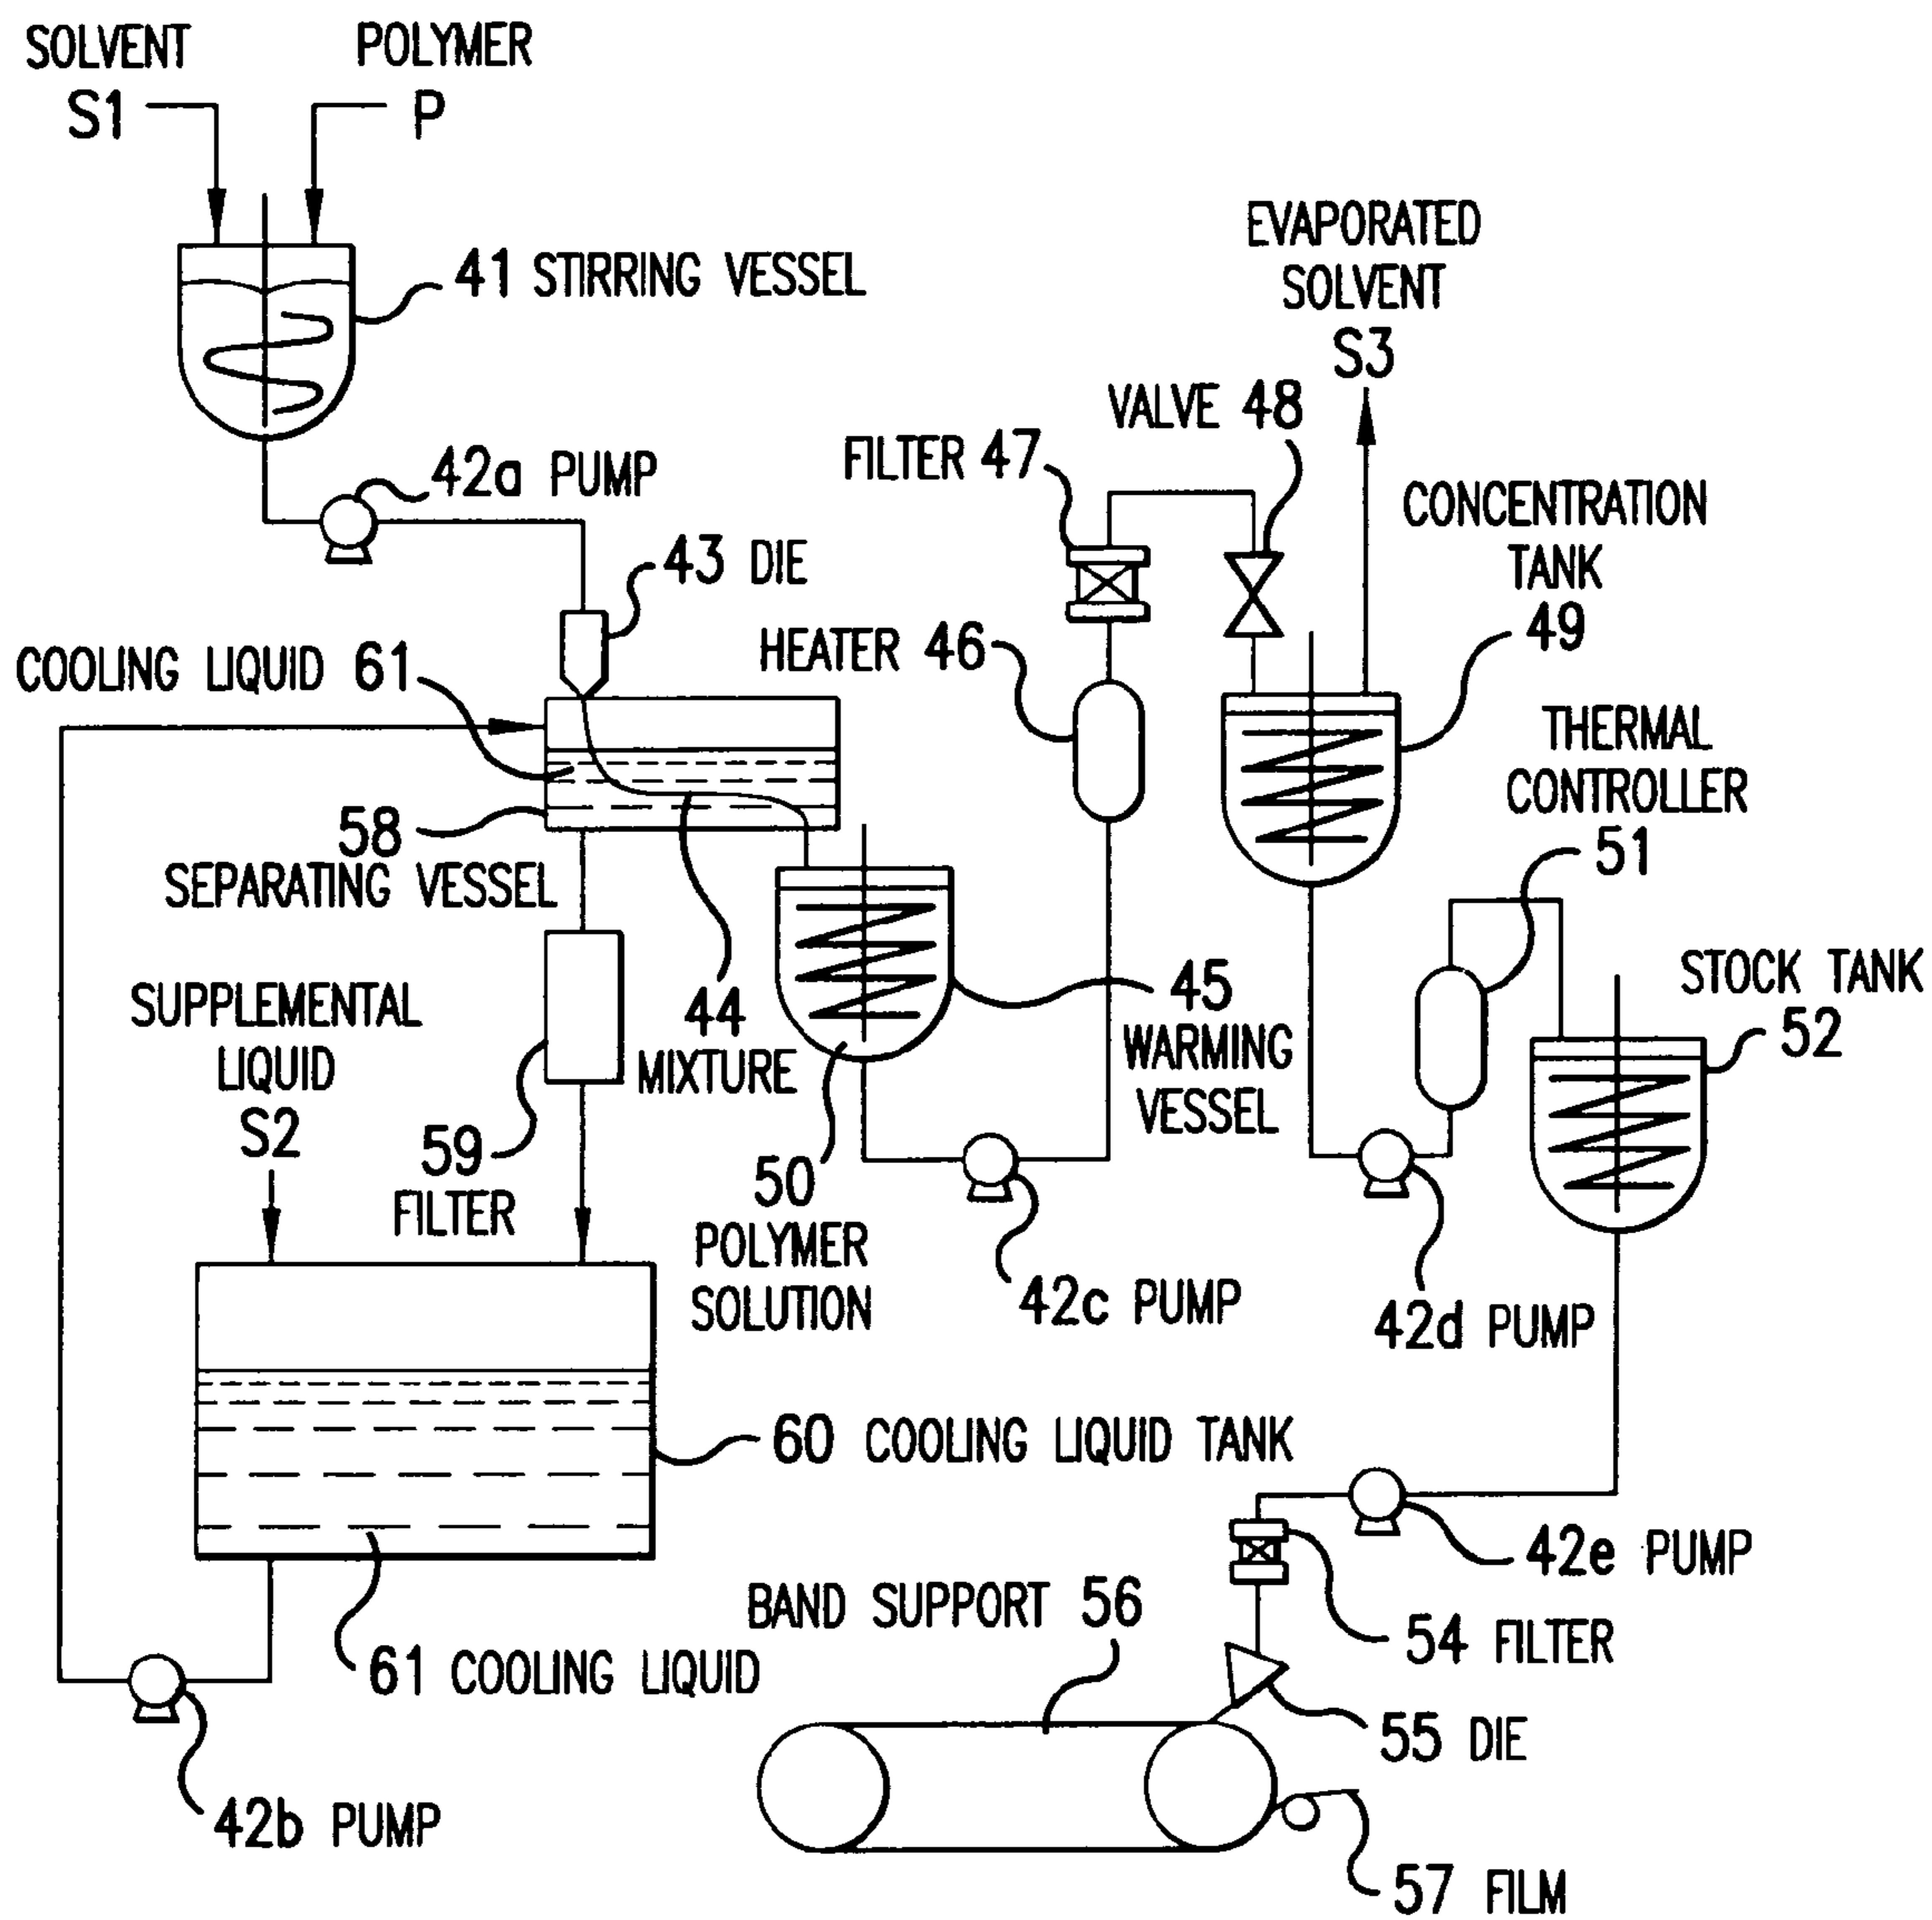 SOLVENT
S1
POLYMER
P
41 STIRRING VESSEL
EVAPORATED
SOLVENT
S3
VALVE 48
FILTER 47
42a PUMP
CONCENTRATION
TANK
49
43 DIE
HEATER 46
COOLING LIQUID 61
THERMAL
CONTROLLER
51
58
SEPARATING VESSEL
STOCK TANK
52
SUPPLEMENTAL
LIQUID
S2
44
MIXTURE
45
WARMING
VESSEL
59
FILTER
50
POLYMER
SOLUTION
42c PUMP
42d PUMP
60 COOLING LIQUID TANK
42e PUMP
BAND SUPPORT 56
54 FILTER
61 COOLING LIQUID
55 DIE
42b PUMP
57 FILM